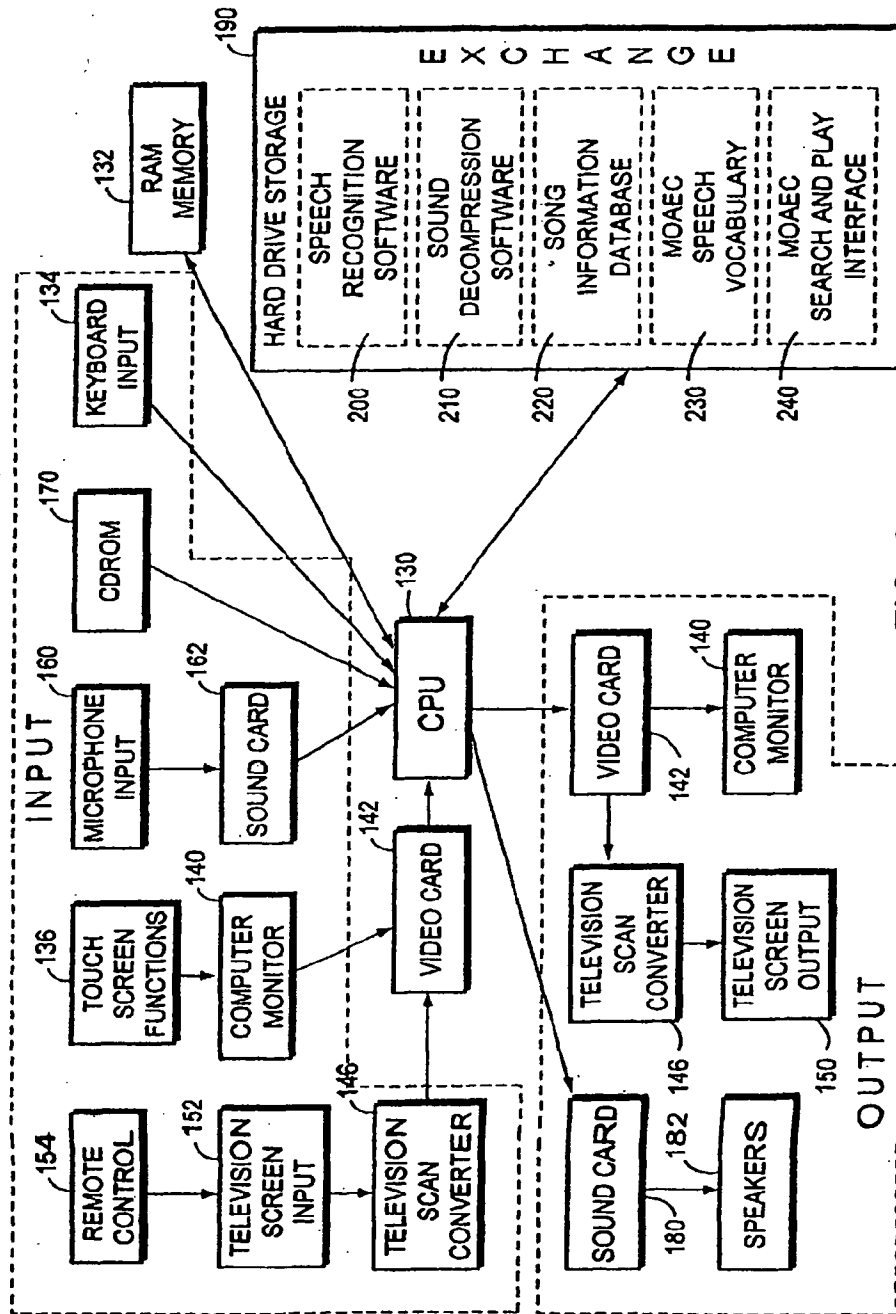 INPUT
154
REMOTE
CONTROL
136
TOUCH
SCREEN
FUNCTIONS
160
MICROPHONE
INPUT
170
CDROM
134
KEYBOARD
INPUT
132
RAM
MEMORY
152
TELEVISION
SCREEN
INPUT
140
COMPUTER
MONITOR
162
SOUND CARD
146
TELEVISION
SCAN
CONVERTER
142
VIDEO CARD
130
CPU
190
HARD DRIVE STORAGE
EXCHANGE
200
SPEECH
RECOGNITION
SOFTWARE
210
SOUND
DECOMPRESSION
SOFTWARE
220
SONG
INFORMATION
DATABASE
230
MOAEC
SPEECH
VOCABULARY
240
MOAEC
SEARCH AND PLAY
INTERFACE
SOUND CARD
180
182
SPEAKERS
TELEVISION
SCAN
CONVERTER
146
TELEVISION
SCREEN
OUTPUT
150
VIDEO CARD
142
140
COMPUTER
MONITOR
OUTPUT